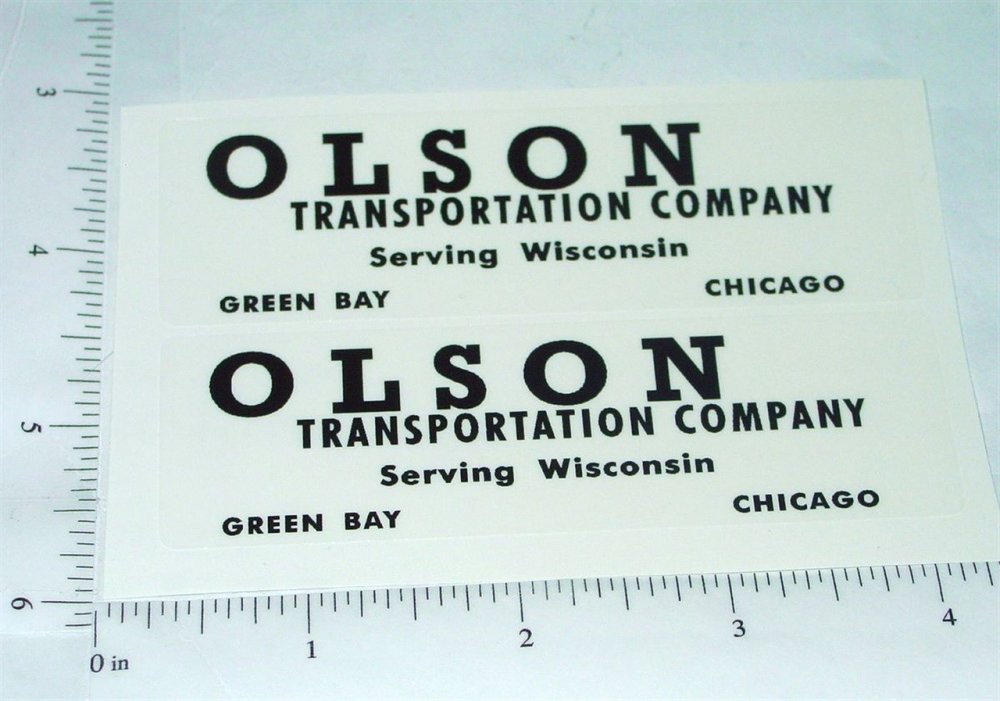 OLSON
TRANSPORTATION COMPANY
Serving Wisconsin
GREEN BAY CHICAGO
OLSON
TRANSPORTATION COMPANY
Serving Wisconsin
GREEN BAY CHICAGO
3
4
5
6
0 in 1 2 3 4